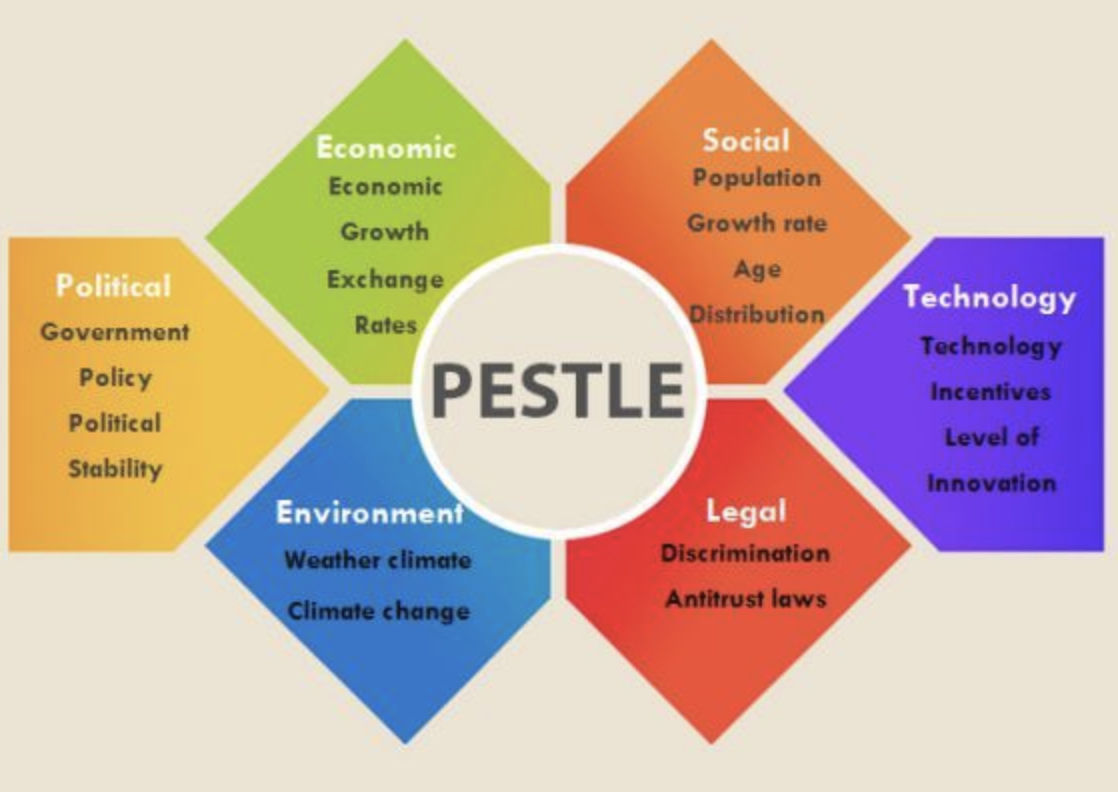 Economic
Economic
Growth
Exchange
Rates
Social
Population
Growth rate
Age
Distribution
Political
Government
Policy
Political
Stability
PESTLE
Technology
Technology
Incentives
Level of
Innovation
Environment
Weather climate
Climate change
Legal
Discrimination
Antitrust laws